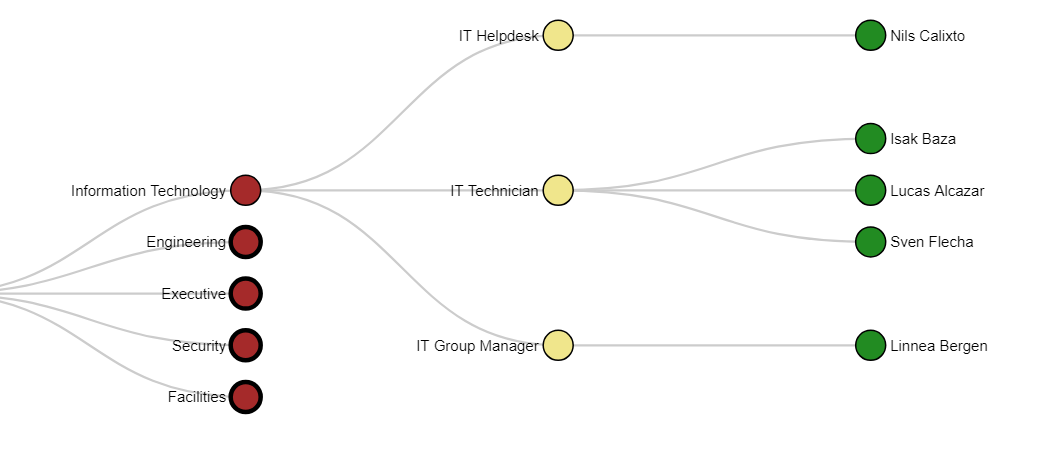 IT Helpdesk
Nils Calixto
Isak Baza
Information Technology
IT Technician
Lucas Alcazar
Engineering
Sven Flecha
Executive
Security
IT Group Manager
Linnea Bergen
Facilities